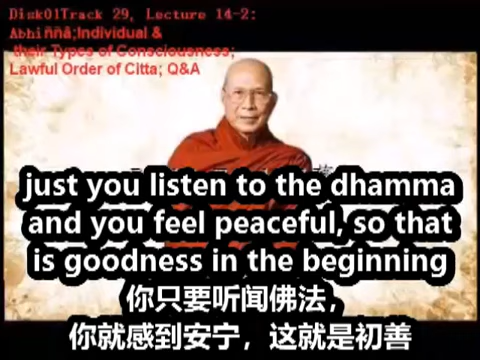 Disk01Track 29, Lecture 14-2:
Abhiññâ;Individual &
their Types of Consciousness;
Lawful Order of Citta; Q&A
just you listen to the dhamma
and you feel peaceful, so that
is goodness in the beginning
你只要听闻佛法，
你就感到安宁，这就是初善